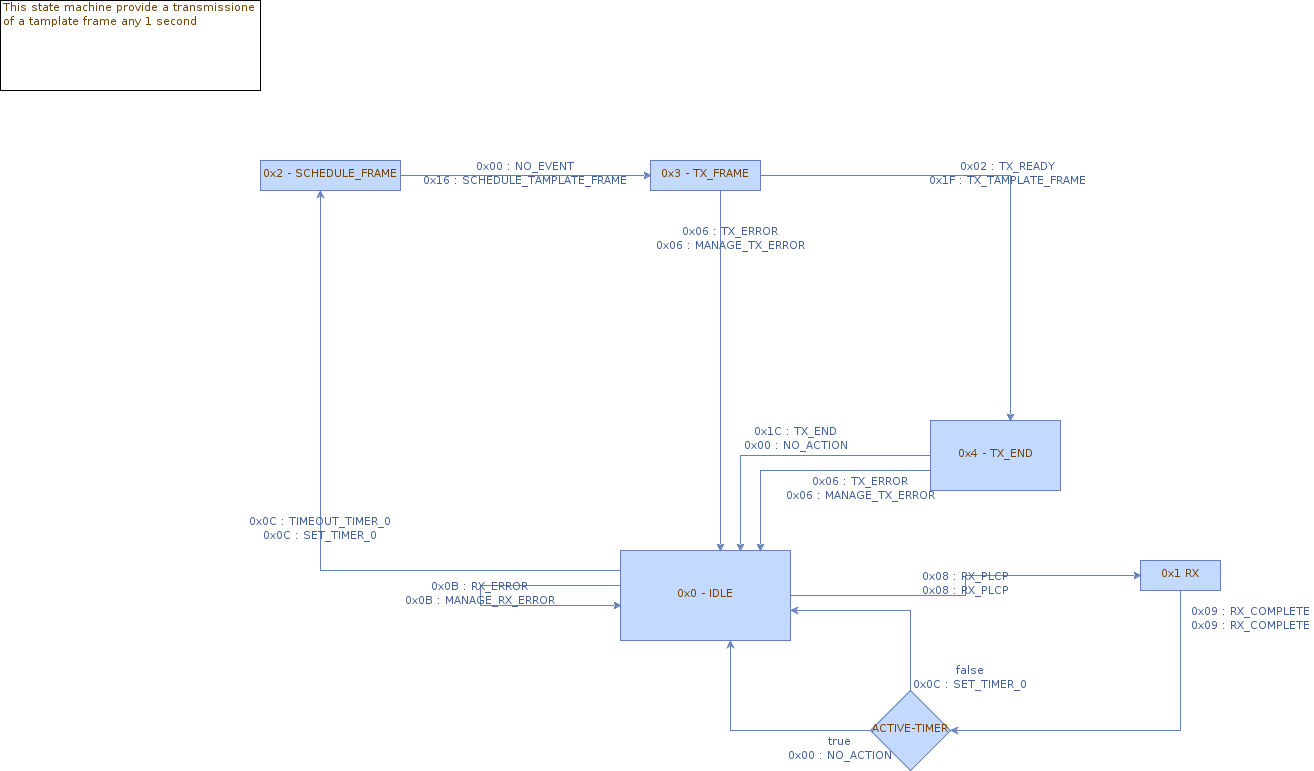 This state machine provide a transmissione
of a tamplate frame any 1 second
0x2 - SCHEDULE_FRAME
0x00 : NO_EVENT
0x16 : SCHEDULE_TAMPLATE_FRAME
0x3 - TX_FRAME
0x02 : TX_READY
0x1F : TX_TAMPLATE_FRAME
0x06 : TX_ERROR
0x06 : MANAGE_TX_ERROR
0x1C : TX_END
0x00 : NO_ACTION
0x4 - TX_END
0x06 : TX_ERROR
0x06 : MANAGE_TX_ERROR
0x0C : TIMEOUT_TIMER_0
0x0C : SET_TIMER_0
0x0B : RX_ERROR
0x0B : MANAGE_RX_ERROR
0x0 - IDLE
0x08 : RX_PLCP
0x08 : RX_PLCP
0x1 RX
0x09 : RX_COMPLETE
0x09 : RX_COMPLETE
false
0x0C : SET_TIMER_0
ACTIVE-TIMER
true
0x00 : NO_ACTION